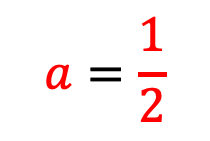 a = 1/2